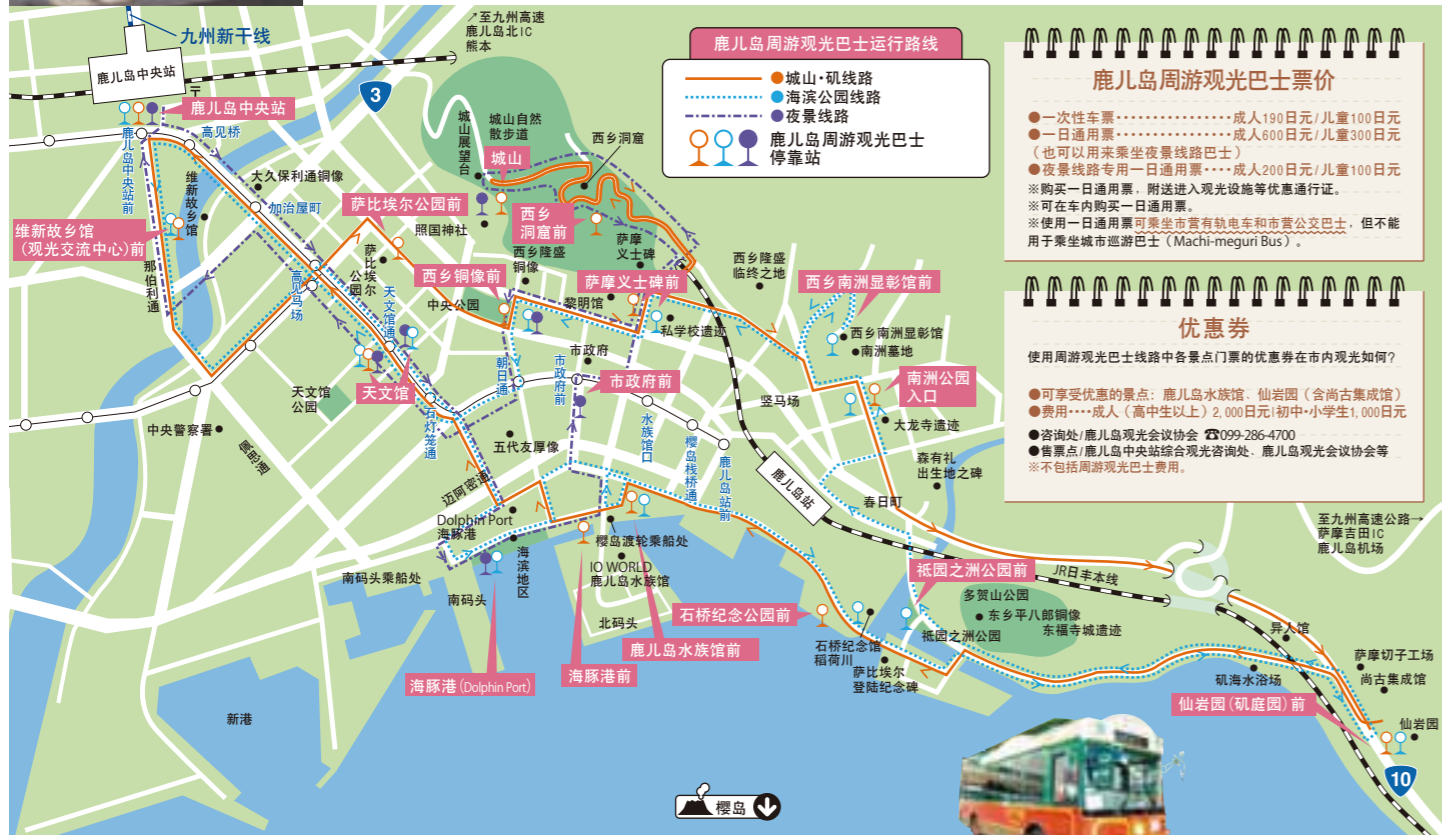 九州新干线
鹿儿岛中央站
↗至九州高速
鹿儿岛北IC
熊本
3
鹿儿岛中央站
高见桥
鹿儿岛中央站前
维新故乡馆
大久保利通铜像
加治屋町
维新故乡馆
(观光交流中心)前
那伯利通
高见马场
萨比埃尔公园前
萨比埃尔
公园
天文馆通
天文馆
天文馆
公园
中央警察署
石灯笼通
城山自然
散步道
城山展望台
城山
西乡洞窟
西乡
洞窟前
照国神社
西乡隆盛
铜像
西乡铜像前
中央公园
黎明馆
萨摩
义士碑
萨摩义士碑前
私学校遗迹
西乡隆盛
临终之地
西乡南洲显彰馆前
西乡南洲显彰馆
南洲墓地
南洲公园
入口
大龙寺遗迹
竖马场
森有礼
出生地之碑
春日町
朝日通
市政府
市政府前
市政府前
水族馆口
樱岛栈桥通
鹿儿岛站前
鹿儿岛站
五代友厚像
迈阿密通
Dolphin Port
海豚港
海滨地区
樱岛渡轮乘船处
IO WORLD
鹿儿岛水族馆
南码头乘船处
南码头
北码头
新港
海豚港(Dolphin Port)
海豚港前
鹿儿岛水族馆前
石桥纪念公园前
石桥纪念馆
稻荷川
萨比埃尔
登陆纪念碑
祗园之洲公园前
祗园之洲公园
多贺山公园
东乡平八郎铜像
东福寺城遗迹
JR日丰本线
至九州高速公路→
萨摩吉田IC
鹿儿岛机场
异人馆
萨摩切子工场
尚古集成馆
矶海水浴场
仙岩园(矶庭园)前
仙岩园
10
樱岛
鹿儿岛周游观光巴士运行路线
●城山·矶线路
●海滨公园线路
●夜景线路
鹿儿岛周游观光巴士
停靠站
鹿儿岛周游观光巴士票价
●一次性车票·············成人190日元/儿童100日元
●一日通用票·············成人600日元/儿童300日元
(也可以用来乘坐夜景线路巴士)
●夜景线路专用一日通用票····成人200日元/儿童100日元
※购买一日通用票,附送进入观光设施等优惠通行证。
※可在车内购买一日通用票。
※使用一日通用票可乘坐市营有轨电车和市营公交巴士,但不能
用于乘坐城市巡游巴士(Machi-meguri Bus)。
优惠券
使用周游观光巴士线路中各景点门票的优惠券在市内观光如何?
●可享受优惠的景点:鹿儿岛水族馆、仙岩园(含尚古集成馆)
●费用····成人(高中生以上)2,000日元|初中·小学生1,000日元
●咨询处/鹿儿岛观光会议协会 ☎099-286-4700
●售票点/鹿儿岛中央站综合观光咨询处、鹿儿岛观光会议协会等
※不包括周游观光巴士费用。